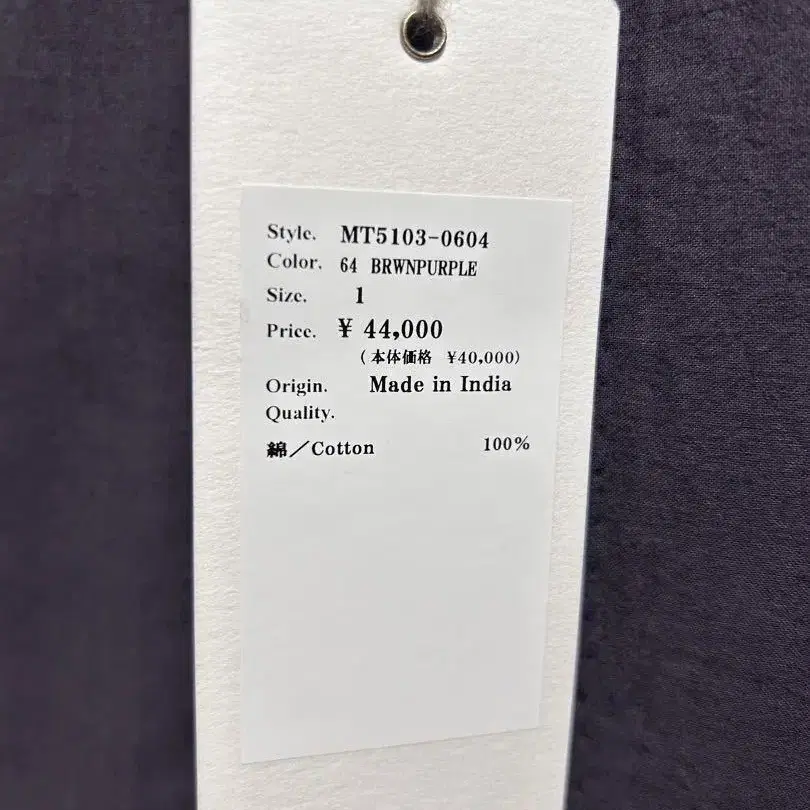 Style. MT5103-0604
Color. 64 BRWNPURPLE
Size. 1
Price. ¥ 44,000
(本体価格 ¥40,000)
Origin. Made in India
Quality.
綿/Cotton 100%